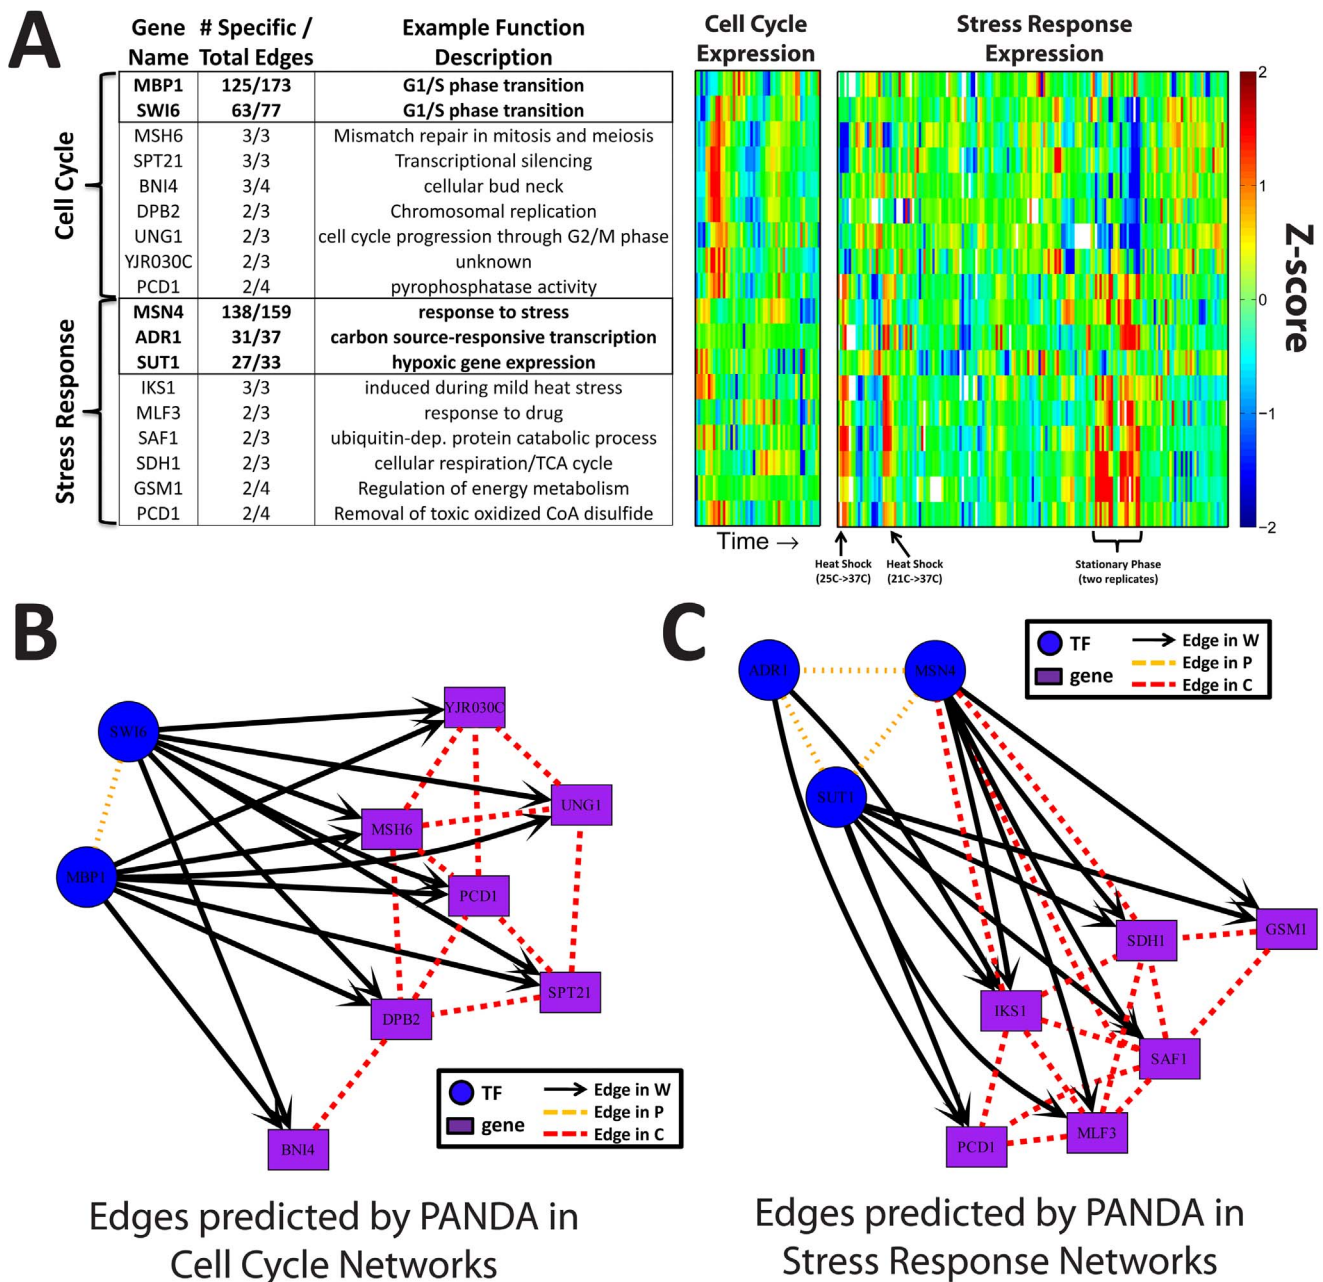 A
Gene Name # Specific / Total Edges Example Function Description
Cell Cycle Expression
Stress Response Expression
Cell Cycle
MBP1 125/173 G1/S phase transition
SWI6 63/77 G1/S phase transition
MSH6 3/3 Mismatch repair in mitosis and meiosis
SPT21 3/3 Transcriptional silencing
BNI4 3/4 cellular bud neck
DPB2 2/3 Chromosomal replication
UNG1 2/3 cell cycle progression through G2/M phase
YJR030C 2/3 unknown
PCD1 2/4 pyrophosphatase activity
Stress Response
MSN4 138/159 response to stress
ADR1 31/37 carbon source-responsive transcription
SUT1 27/33 hypoxic gene expression
IKS1 3/3 induced during mild heat stress
MLF3 2/3 response to drug
SAF1 2/3 ubiquitin-dep. protein catabolic process
SDH1 2/3 cellular respiration/TCA cycle
GSM1 2/4 Regulation of energy metabolism
PCD1 2/4 Removal of toxic oxidized CoA disulfide
2
1
0
−1
−2
Z-score
Time →
Heat Shock
(25C->37C)
Heat Shock
(21C->37C)
Stationary Phase
(two replicates)
B
SWI6
MBP1
YJR030C
UNG1
MSH6
PCD1
SPT21
DPB2
BNI4
TF
gene
Edge in W
Edge in P
Edge in C
Edges predicted by PANDA in
Cell Cycle Networks
C
TF
gene
Edge in W
Edge in P
Edge in C
ADR1
MSN4
SUT1
GSM1
SDH1
IKS1
SAF1
MLF3
PCD1
Edges predicted by PANDA in
Stress Response Networks